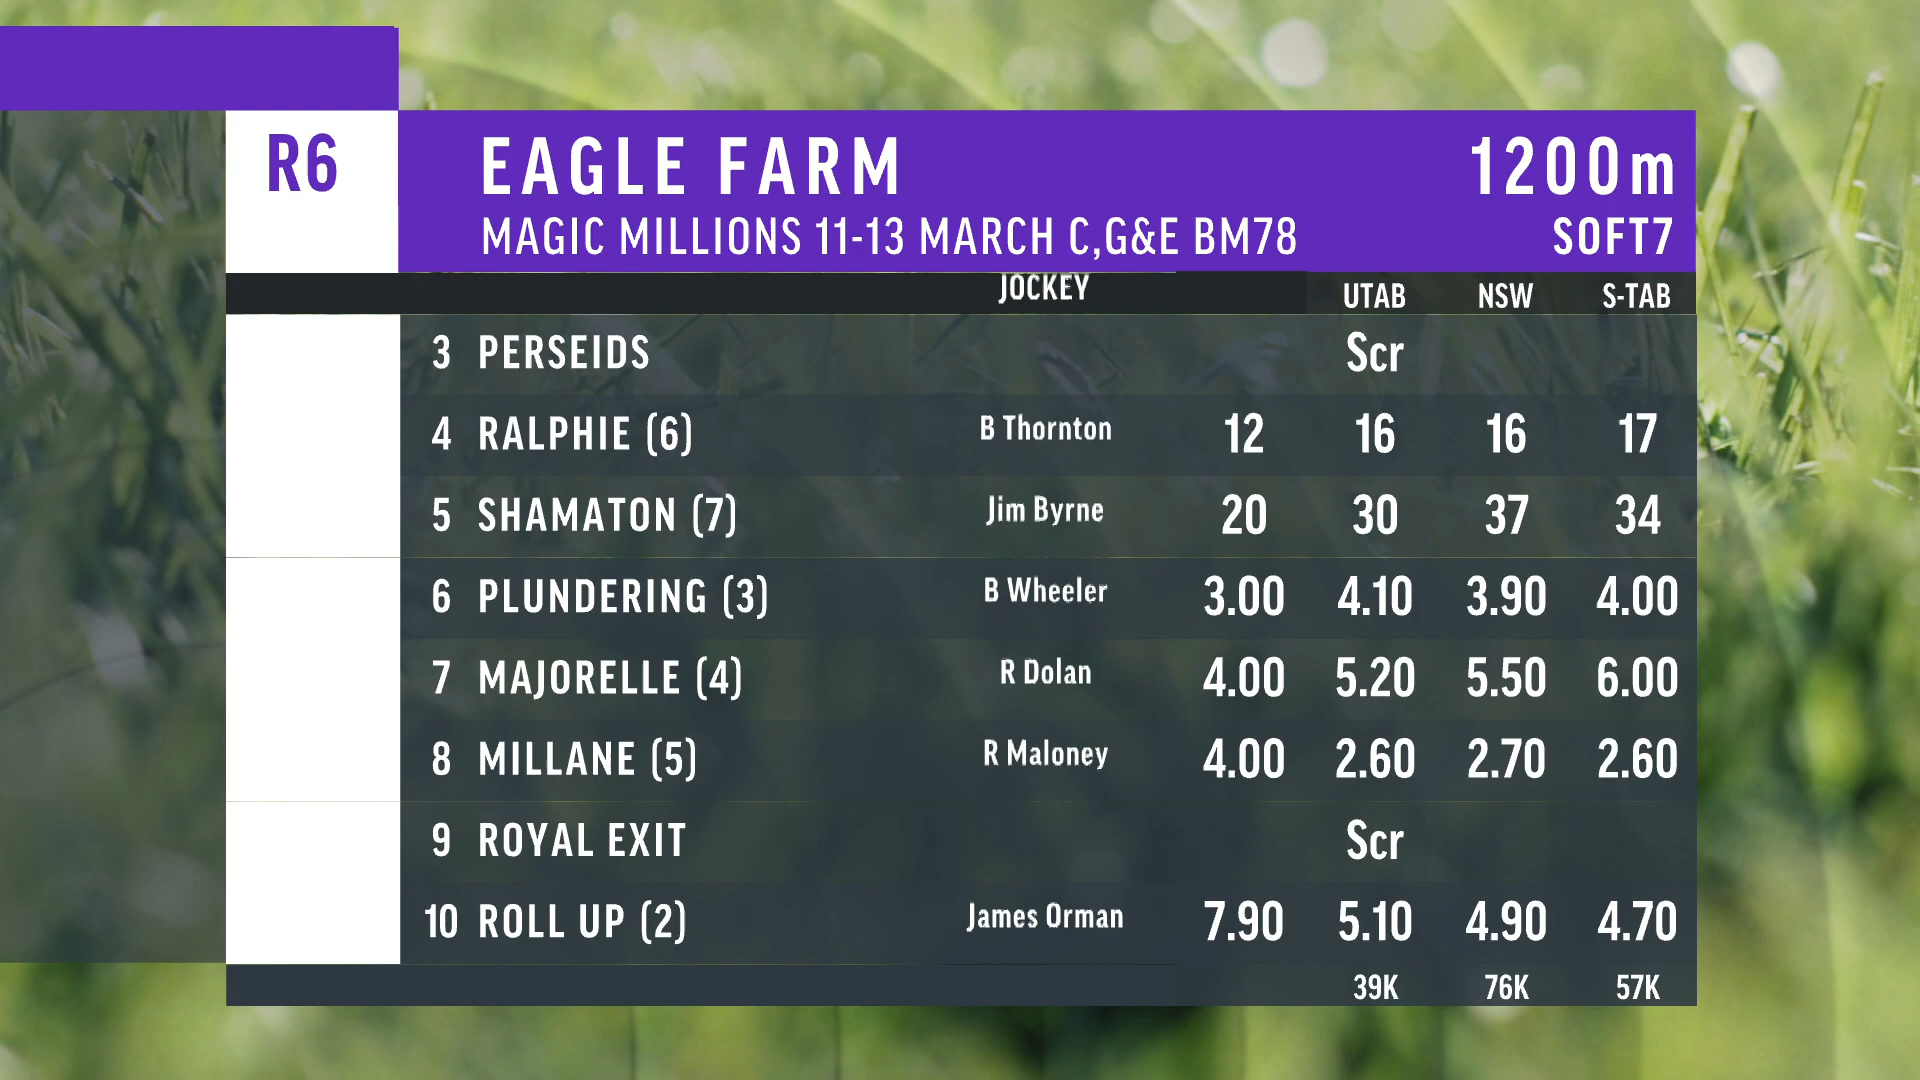 R6
EAGLE FARM 1200m
MAGIC MILLIONS 11-13 MARCH C,G&E BM78 SOFT7
JOCKEY UTAB NSW S-TAB
3 PERSEIDS Scr
4 RALPHIE (6) B Thornton 12 16 16 17
5 SHAMATON (7) Jim Byrne 20 30 37 34
6 PLUNDERING (3) B Wheeler 3.00 4.10 3.90 4.00
7 MAJORELLE (4) R Dolan 4.00 5.20 5.50 6.00
8 MILLANE (5) R Maloney 4.00 2.60 2.70 2.60
9 ROYAL EXIT Scr
10 ROLL UP (2) James Orman 7.90 5.10 4.90 4.70
39K 76K 57K